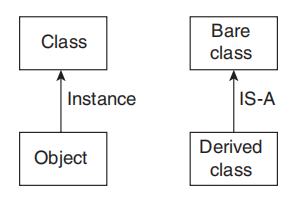 Class
Instance
Object
Bare
class
IS-A
Derived
class